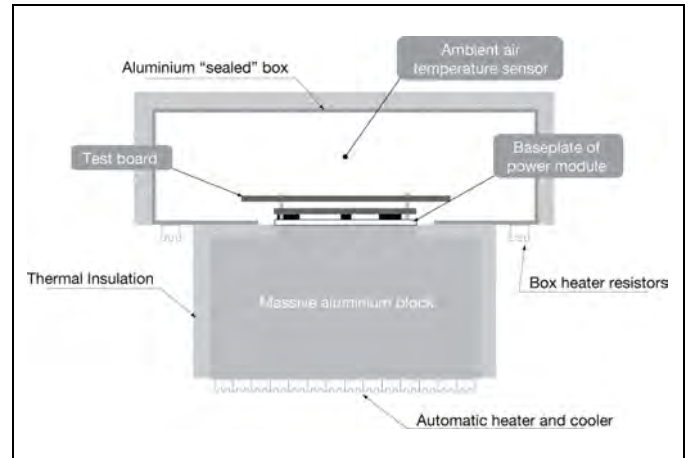 Ambient air
temperature sensor
Aluminium “sealed” box
Test board
Baseplate of
power module
Thermal Insulation
Massive aluminium block
Box heater resistors
Automatic heater and cooler